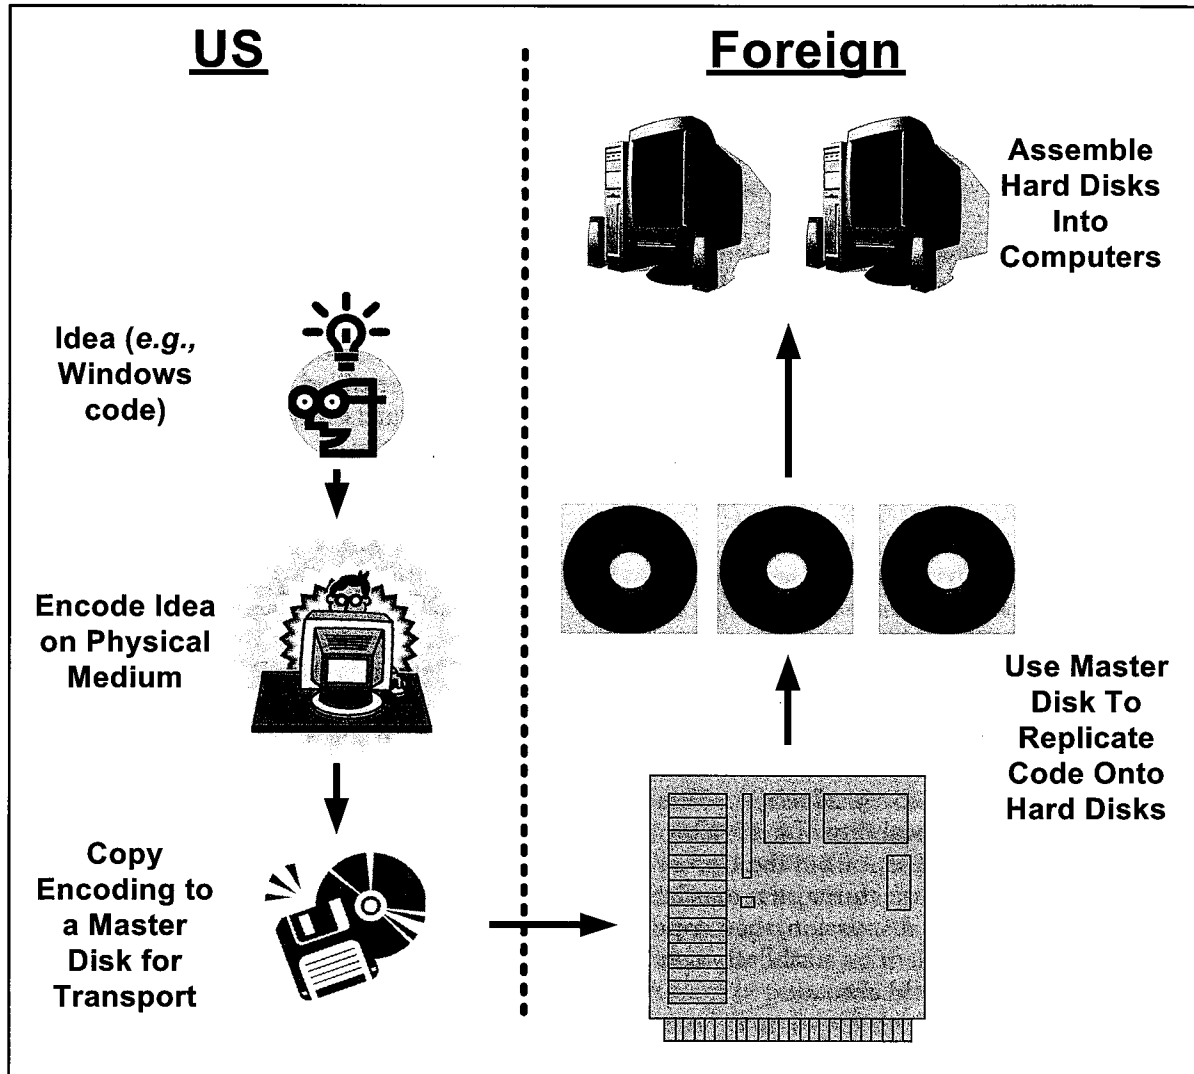 US
Foreign
Assemble
Hard Disks
Into
Computers
Idea (e.g.,
Windows
code)
Encode Idea
on Physical
Medium
Use Master
Disk To
Replicate
Code Onto
Hard Disks
Copy
Encoding to
a Master
Disk for
Transport